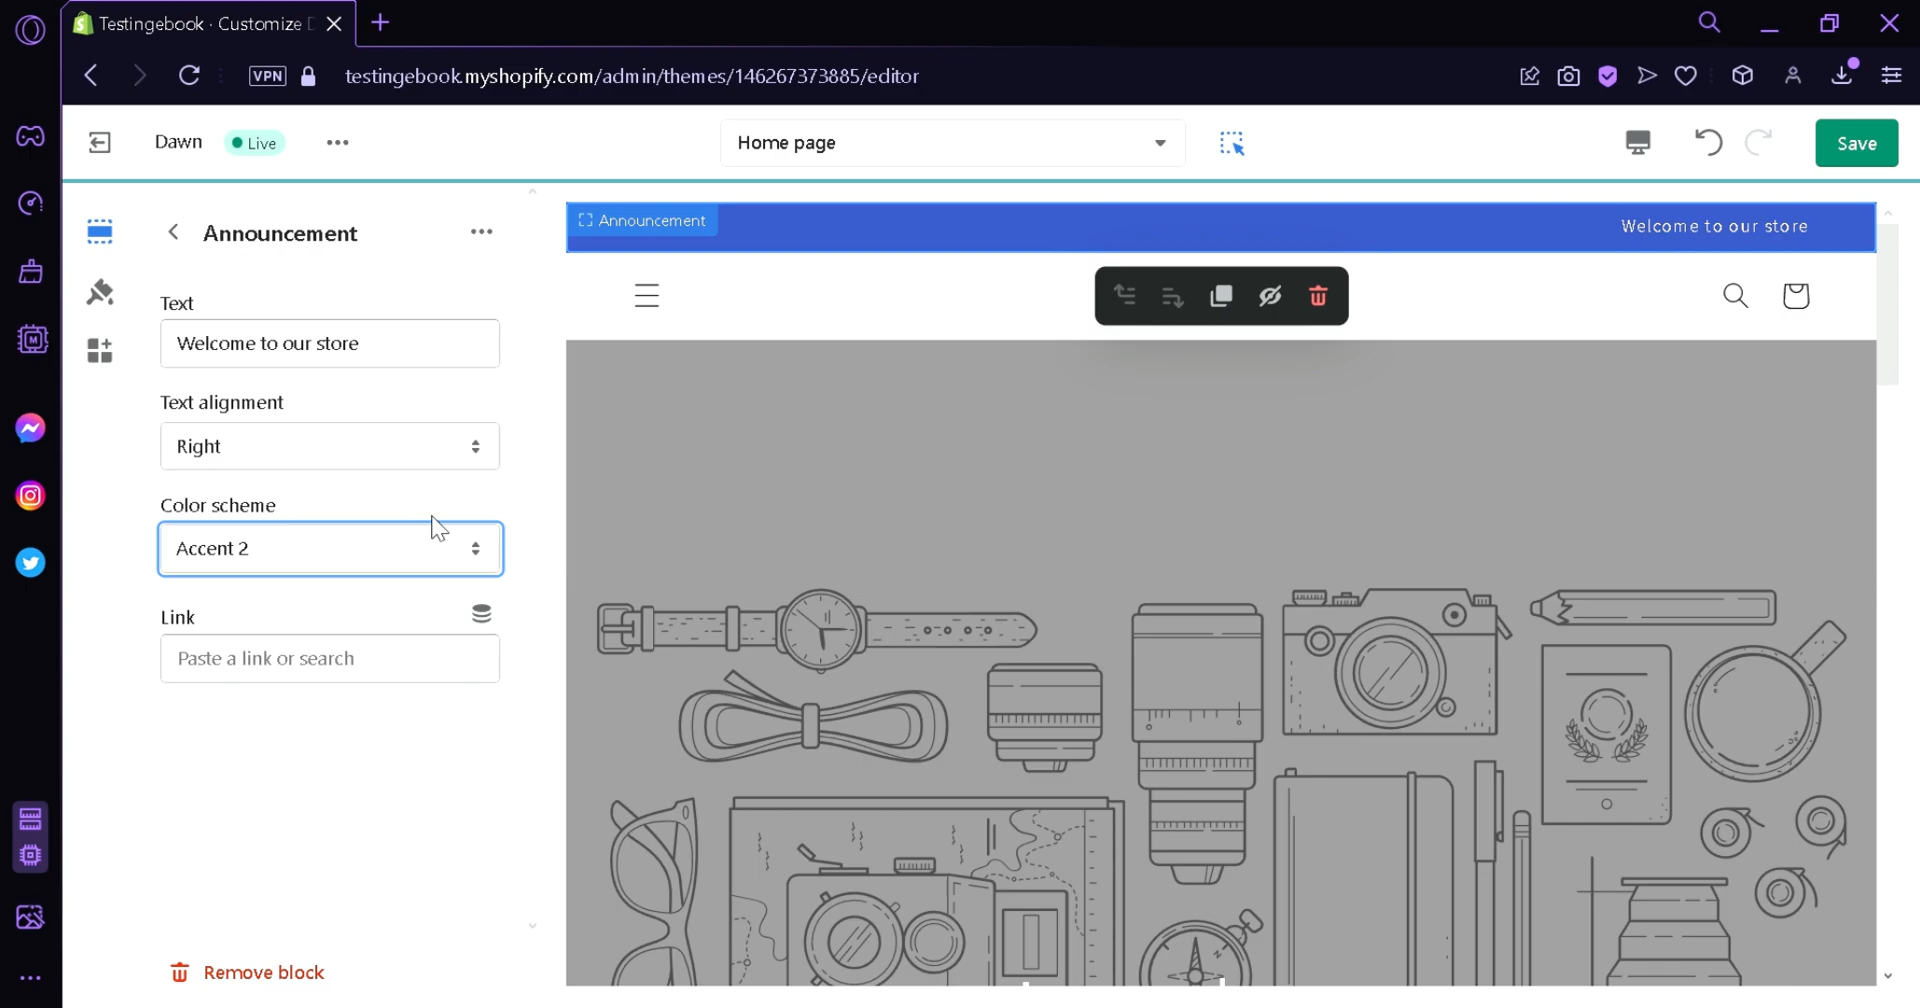 Testingebook · Customize D
VPN
testingebook.myshopify.com/admin/themes/146267373885/editor
Dawn
Live
Home page
Save
Announcement
Announcement
Welcome to our store
Text
Welcome to our store
Text alignment
Right
Color scheme
Accent 2
Link
Paste a link or search
Remove block